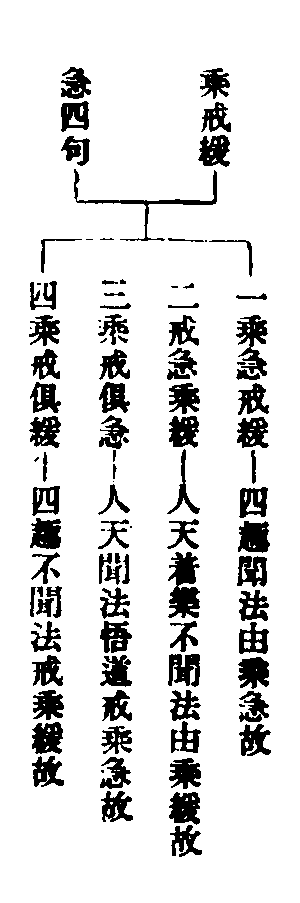 乘戒緩
急四句
一乘急戒緩—四趣聞法由乘急故
二戒急乘緩—人天着樂不聞法由乘緩故
三乘戒俱急—人天聞法悟道戒乘急故
四乘戒俱緩—四趣不聞法戒乘緩故